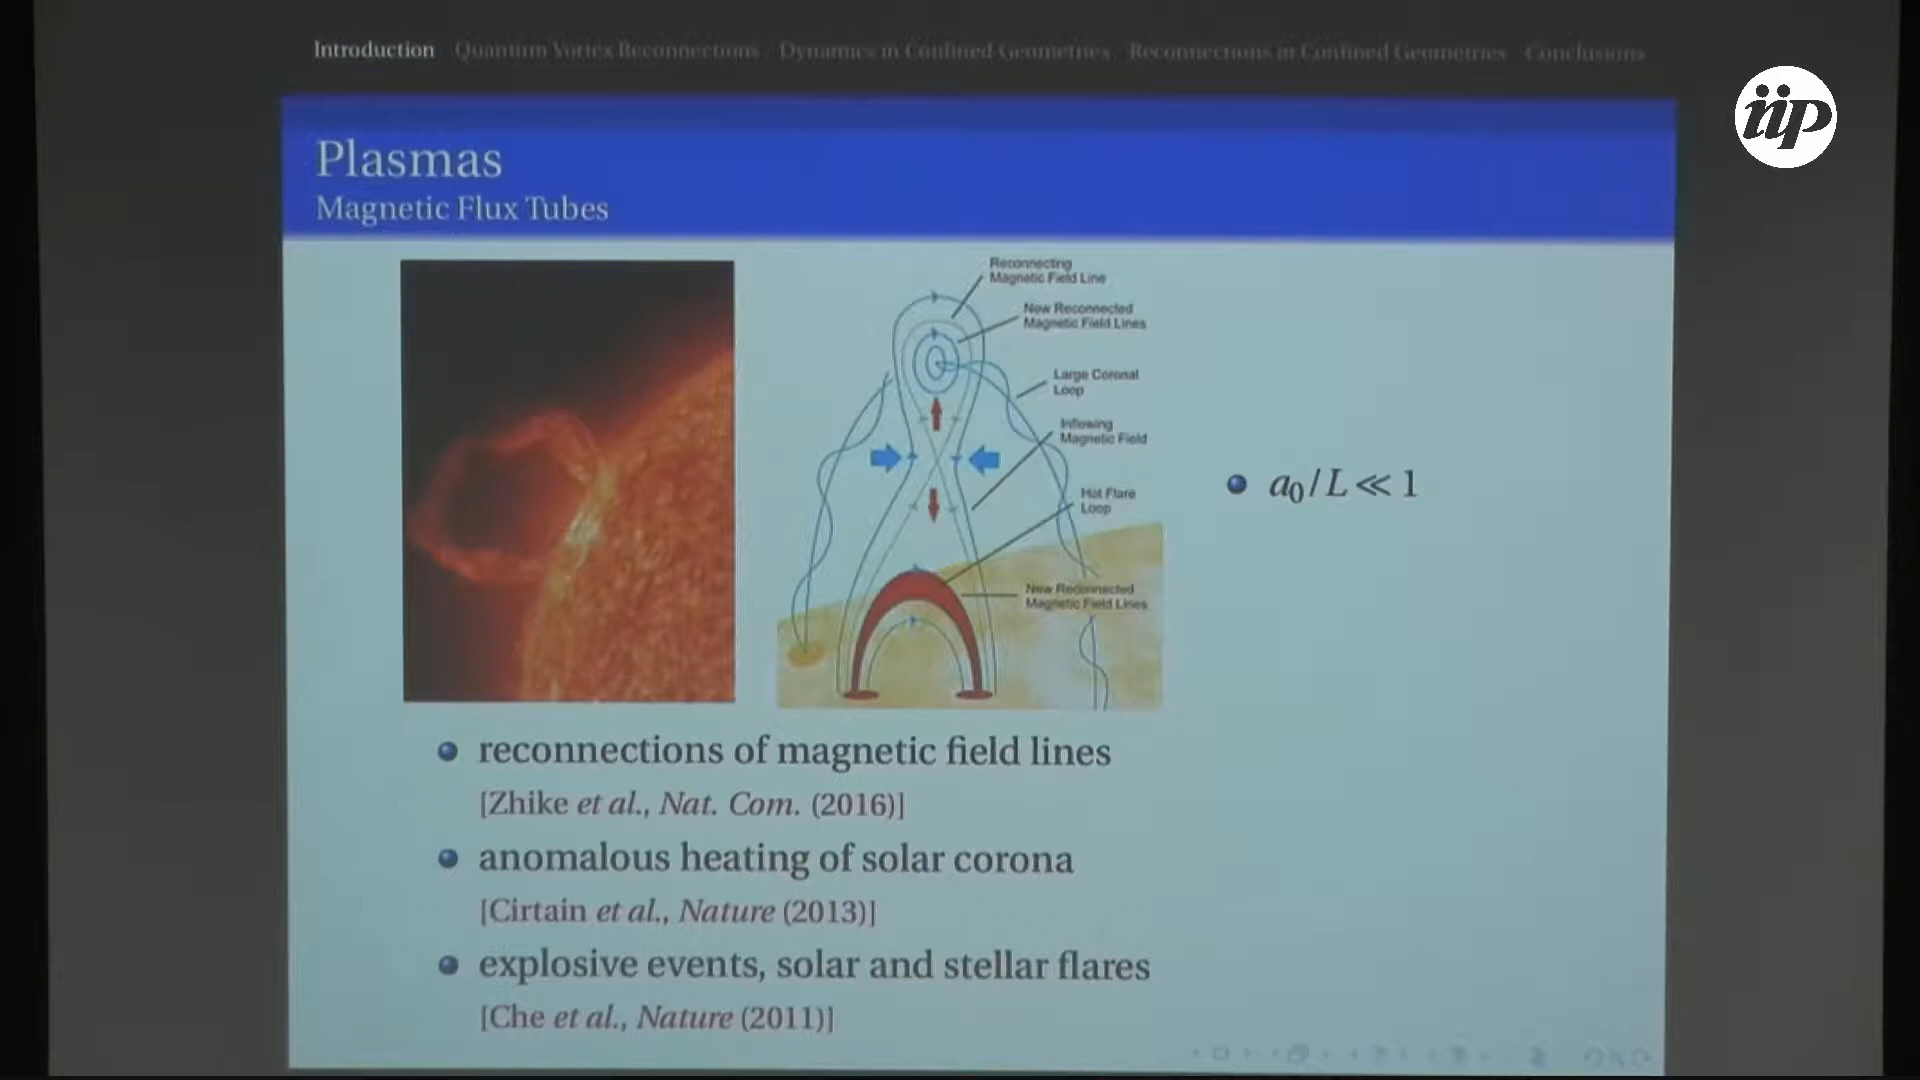 Introduction Quantum Vortex Reconnections Dynamics in Confined Geometries Reconnections in Confined Geometries Conclusions
iip
Plasmas
Magnetic Flux Tubes
Reconnecting
Magnetic Field Line
New Reconnected
Magnetic Field Lines
Large Coronal
Loop
Inflowing
Magnetic Field
Hot Flare
Loop
New Reconnected
Magnetic Field Lines
a₀/L ≪ 1
reconnections of magnetic field lines
[Zhike et al., Nat. Com. (2016)]
anomalous heating of solar corona
[Cirtain et al., Nature (2013)]
explosive events, solar and stellar flares
[Che et al., Nature (2011)]